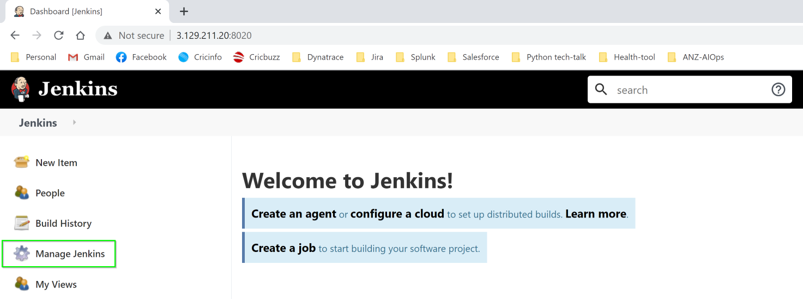 Dashboard [Jenkins]
Not secure | 3.129.211.20:8020
Personal Gmail Facebook Cricinfo Cricbuzz Dynatrace Jira Splunk Salesforce Python tech-talk Health-tool ANZ-AIOps
Jenkins
search
Jenkins
New Item
People
Build History
Manage Jenkins
My Views
Welcome to Jenkins!
Create an agent or configure a cloud to set up distributed builds. Learn more.
Create a job to start building your software project.